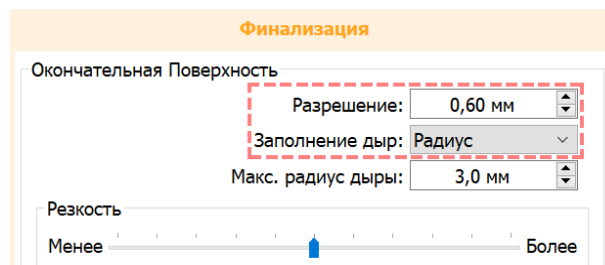 Финализация
Окончательная Поверхность
Разрешение: 0,60 мм
Заполнение дыр: Радиус
Макс. радиус дыры: 3,0 мм
Резкость
Менее Более